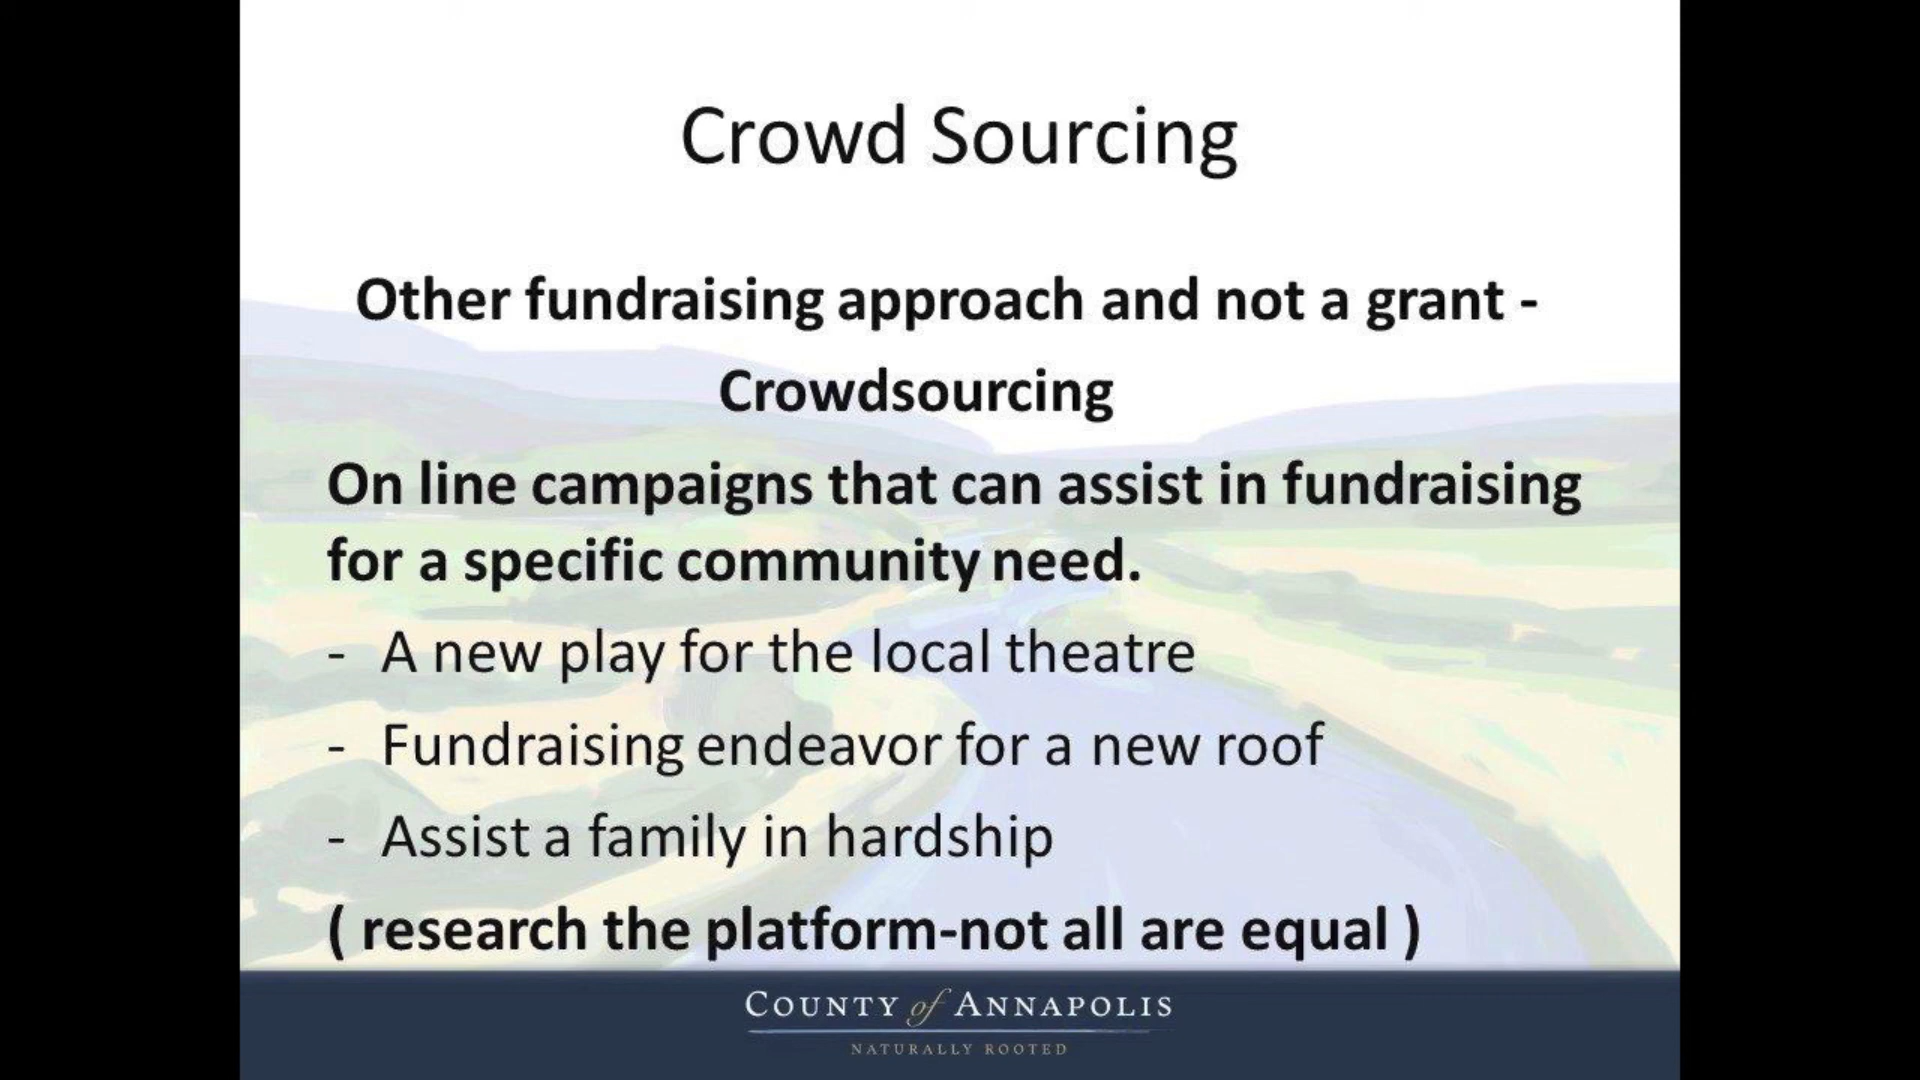 Crowd Sourcing
Other fundraising approach and not a grant -
Crowdsourcing
On line campaigns that can assist in fundraising
for a specific community need.
- A new play for the local theatre
- Fundraising endeavor for a new roof
- Assist a family in hardship
( research the platform-not all are equal )
COUNTY of ANNAPOLIS
NATURALLY ROOTED